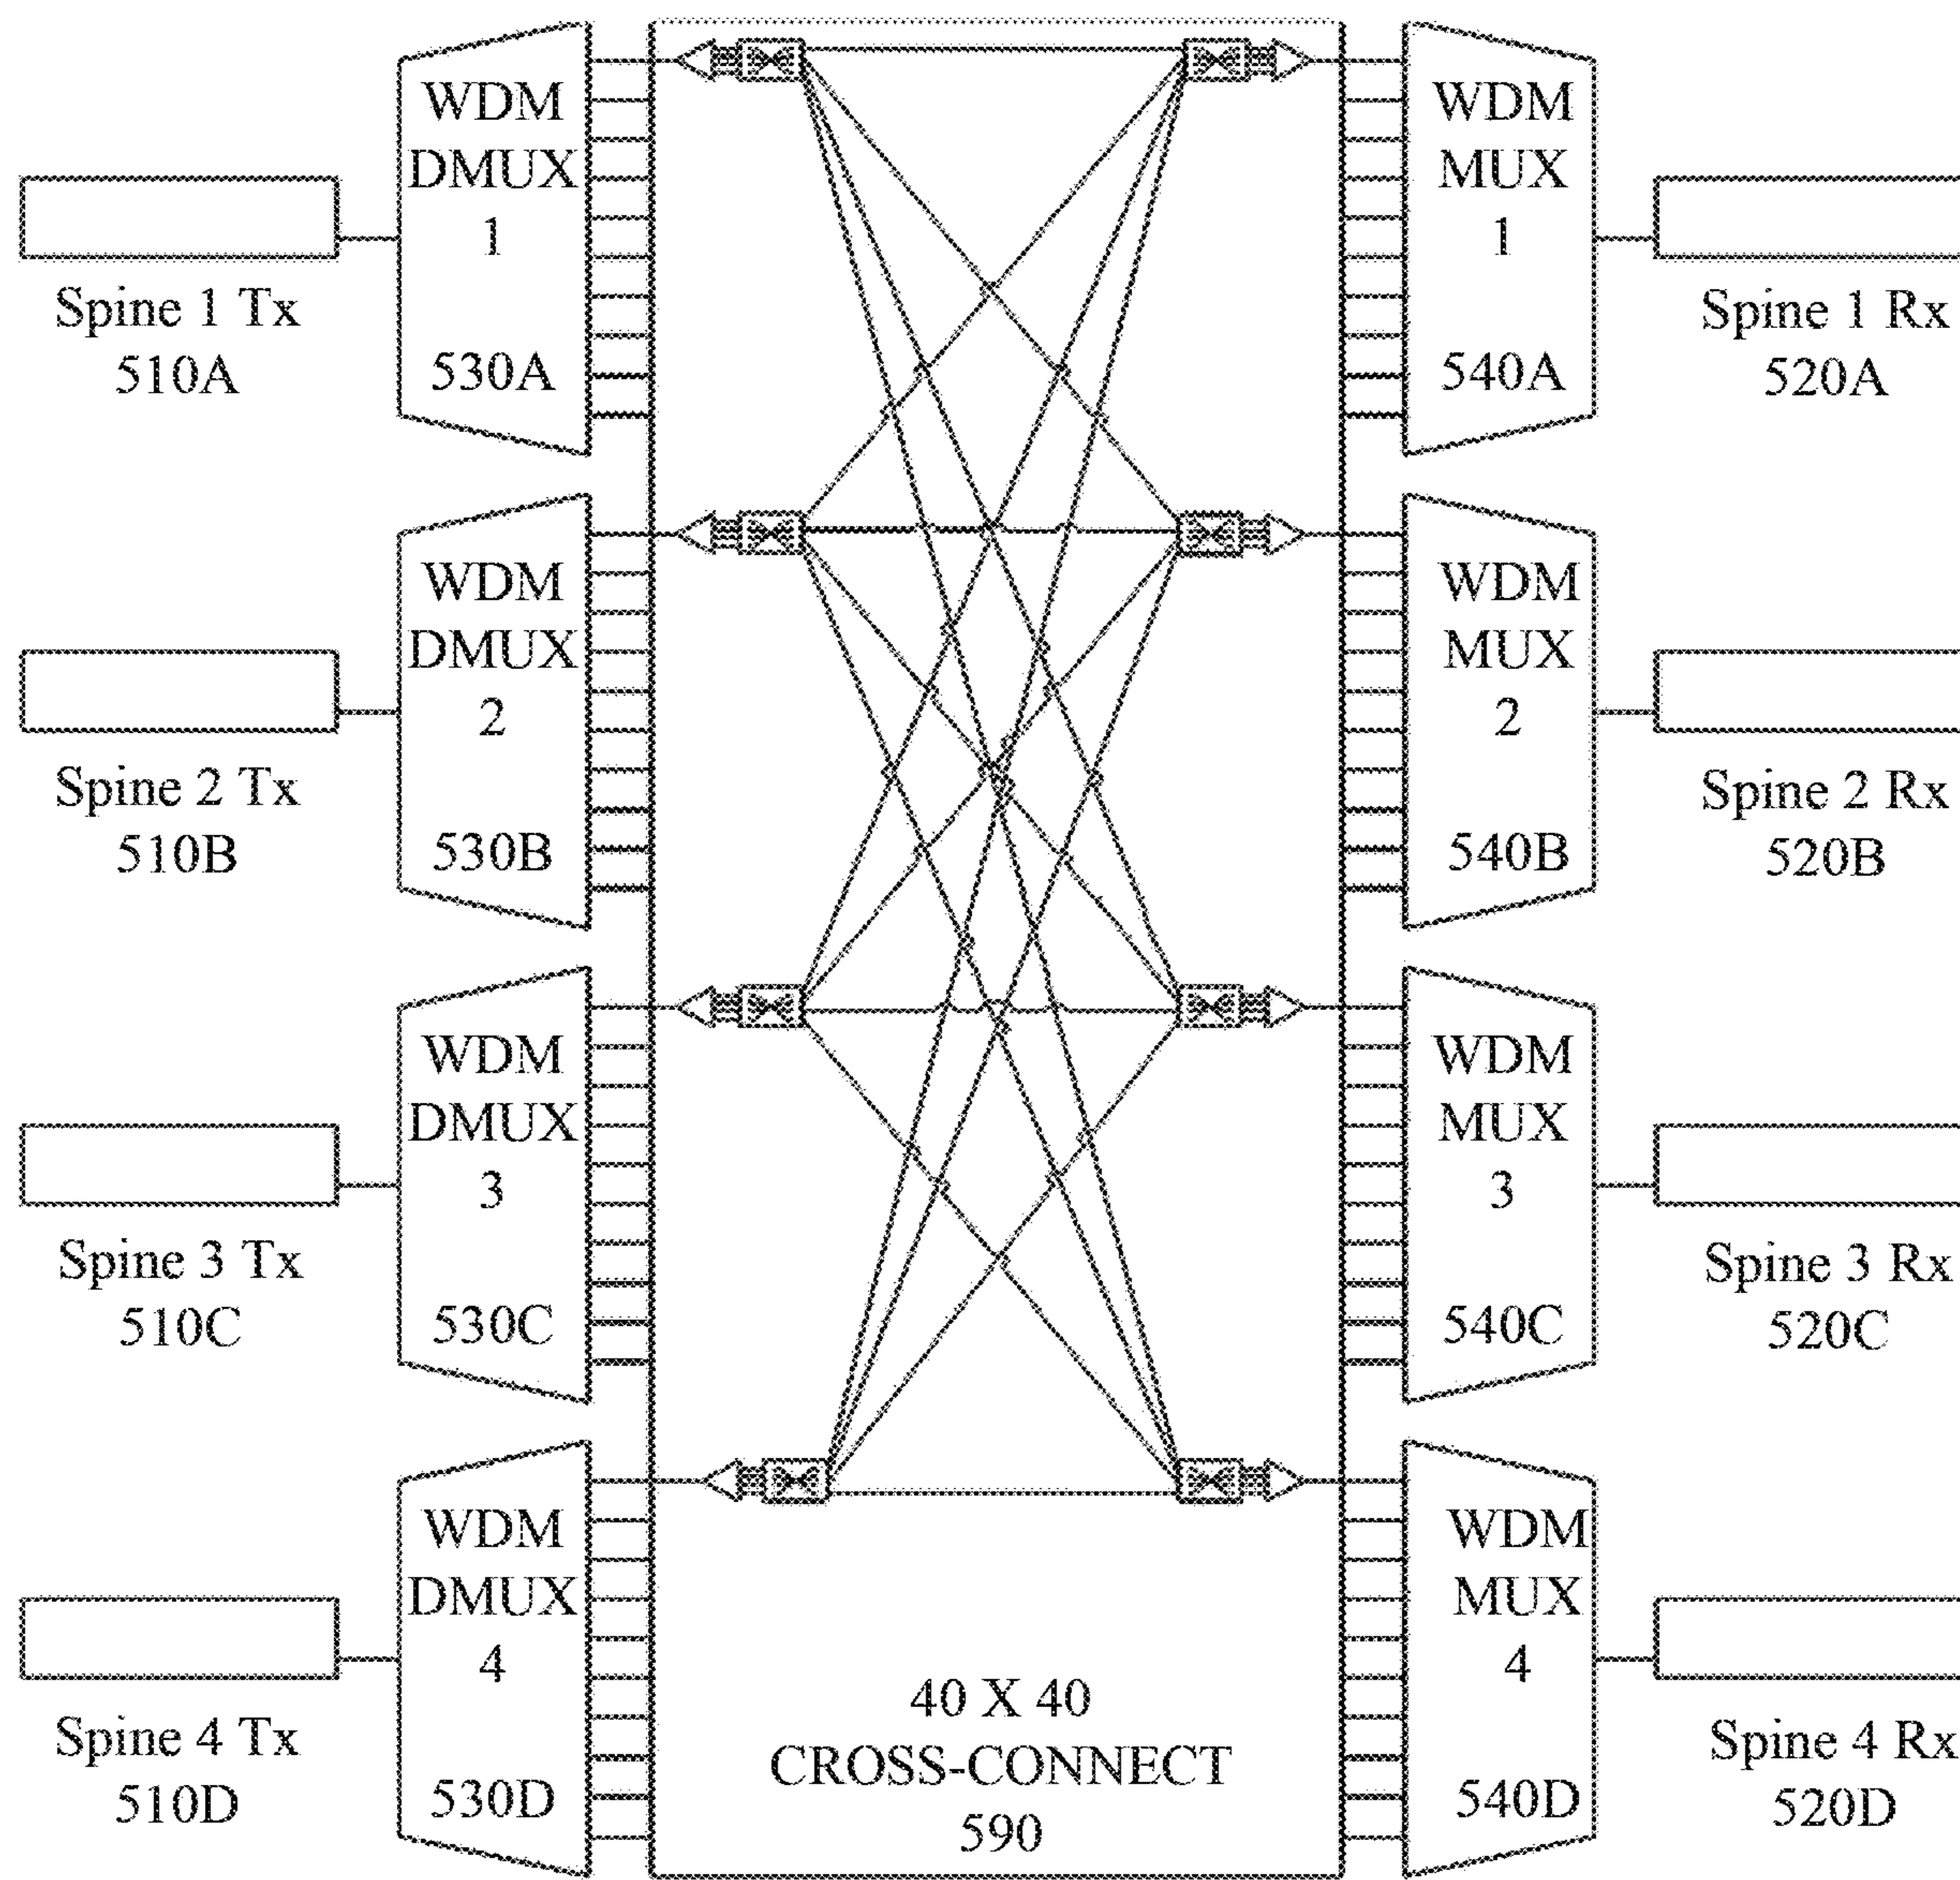 WDM
DMUX
1
530A
Spine 1 Tx
510A
WDM
MUX
1
540A
Spine 1 Rx
520A
WDM
DMUX
2
530B
Spine 2 Tx
510B
WDM
MUX
2
540B
Spine 2 Rx
520B
WDM
DMUX
3
530C
Spine 3 Tx
510C
WDM
MUX
3
540C
Spine 3 Rx
520C
WDM
DMUX
4
530D
Spine 4 Tx
510D
40 X 40
CROSS-CONNECT
590
WDM
MUX
4
540D
Spine 4 Rx
520D